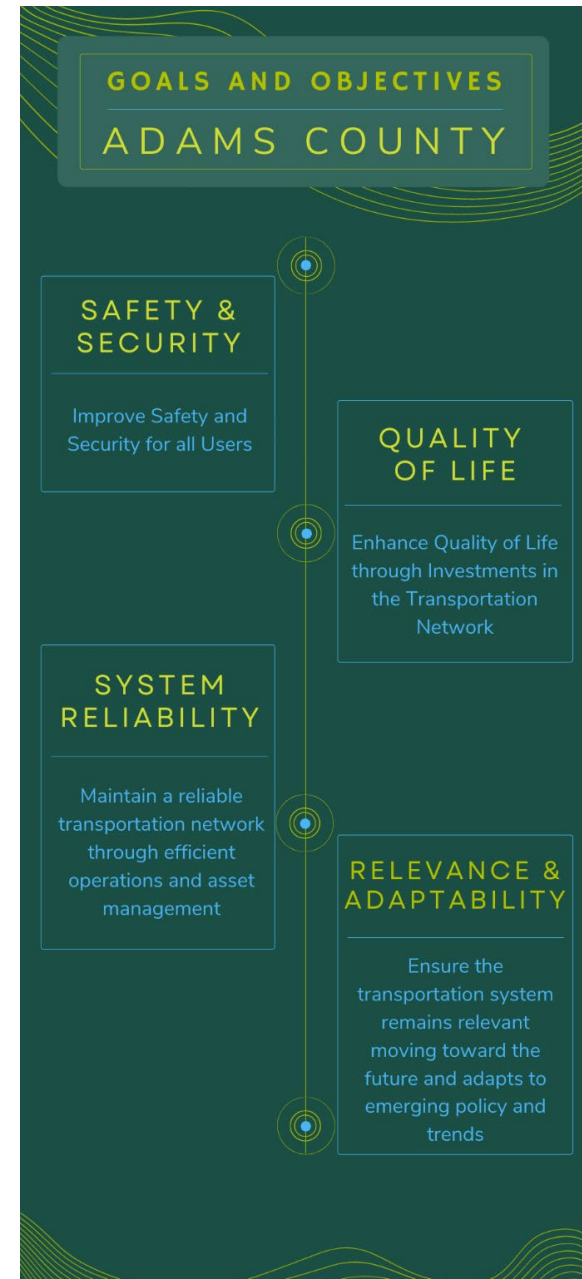 GOALS AND OBJECTIVES
ADAMS COUNTY
SAFETY &
SECURITY
Improve Safety and
Security for all Users
QUALITY
OF LIFE
Enhance Quality of Life
through Investments in
the Transportation
Network
SYSTEM
RELIABILITY
Maintain a reliable
transportation network
through efficient
operations and asset
management
RELEVANCE &
ADAPTABILITY
Ensure the
transportation system
remains relevant
moving toward the
future and adapts to
emerging policy and
trends